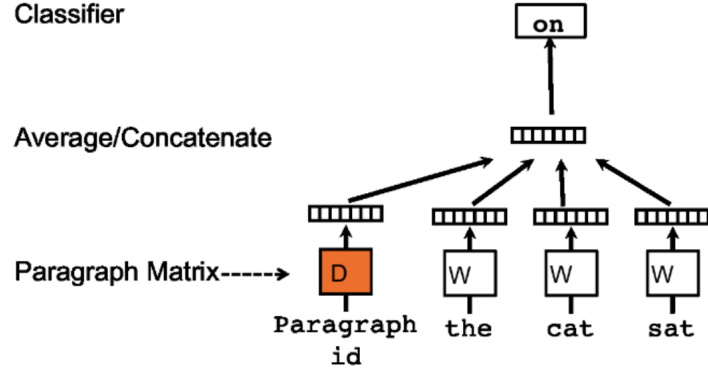 Classifier
on
Average/Concatenate
Paragraph Matrix
D
W
W
W
Paragraph
id
the
cat
sat